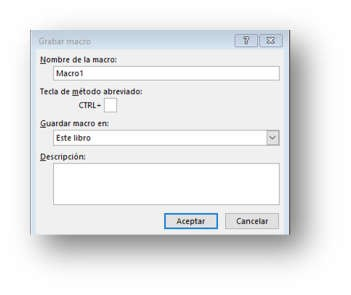 Grabar macro
Nombre de la macro:
Macro1
Tecla de método abreviado:
CTRL+
Guardar macro en:
Este libro
Descripción:
Aceptar Cancelar